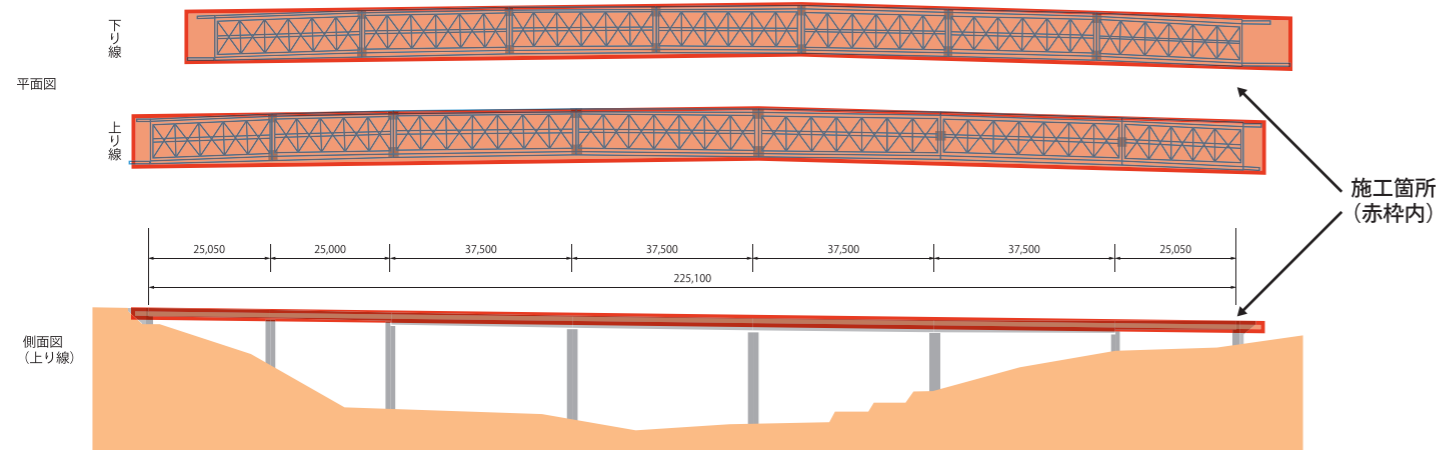 下り線
平面図
上り線
施工箇所
（赤枠内）
25,050
25,000
37,500
37,500
37,500
37,500
25,050
225,100
側面図
（上り線）